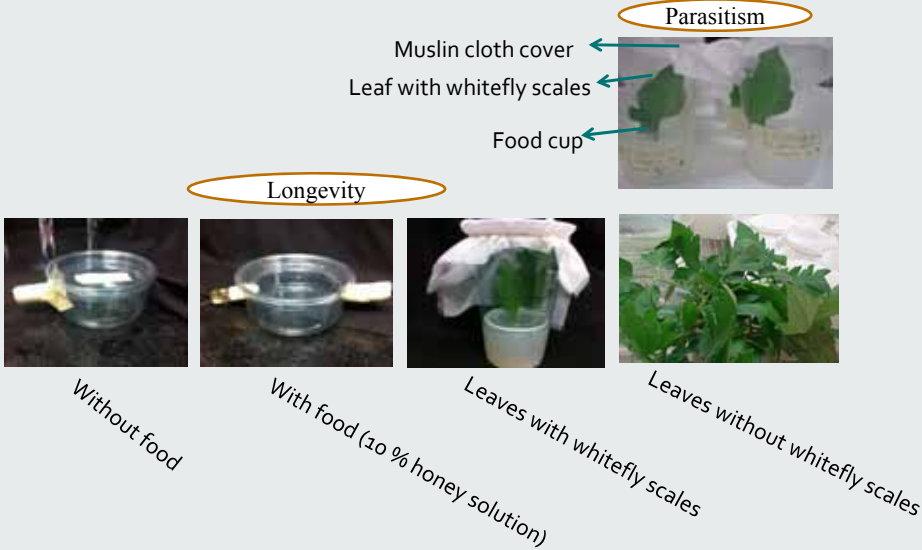 Parasitism
Muslin cloth cover
Leaf with whitefly scales
Food cup
Longevity
Without food
With food (10 % honey solution)
Leaves with whitefly scales
Leaves without whitefly scales